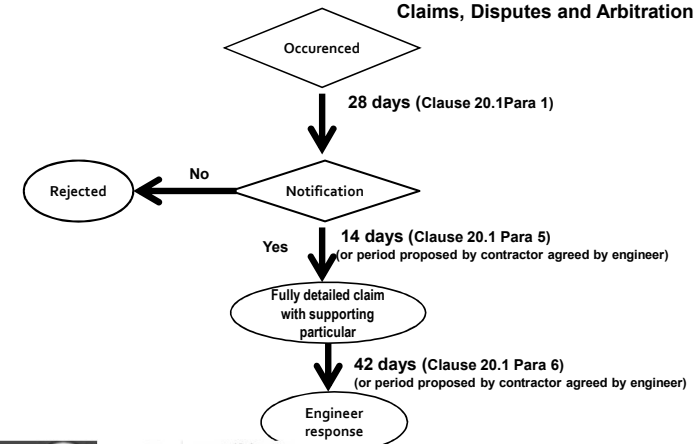 Claims, Disputes and Arbitration
Occurenced
28 days (Clause 20.1Para 1)
No
Rejected
Notification
Yes
14 days (Clause 20.1 Para 5)
(or period proposed by contractor agreed by engineer)
Fully detailed claim
with supporting
particular
42 days (Clause 20.1 Para 6)
(or period proposed by contractor agreed by engineer)
Engineer
response